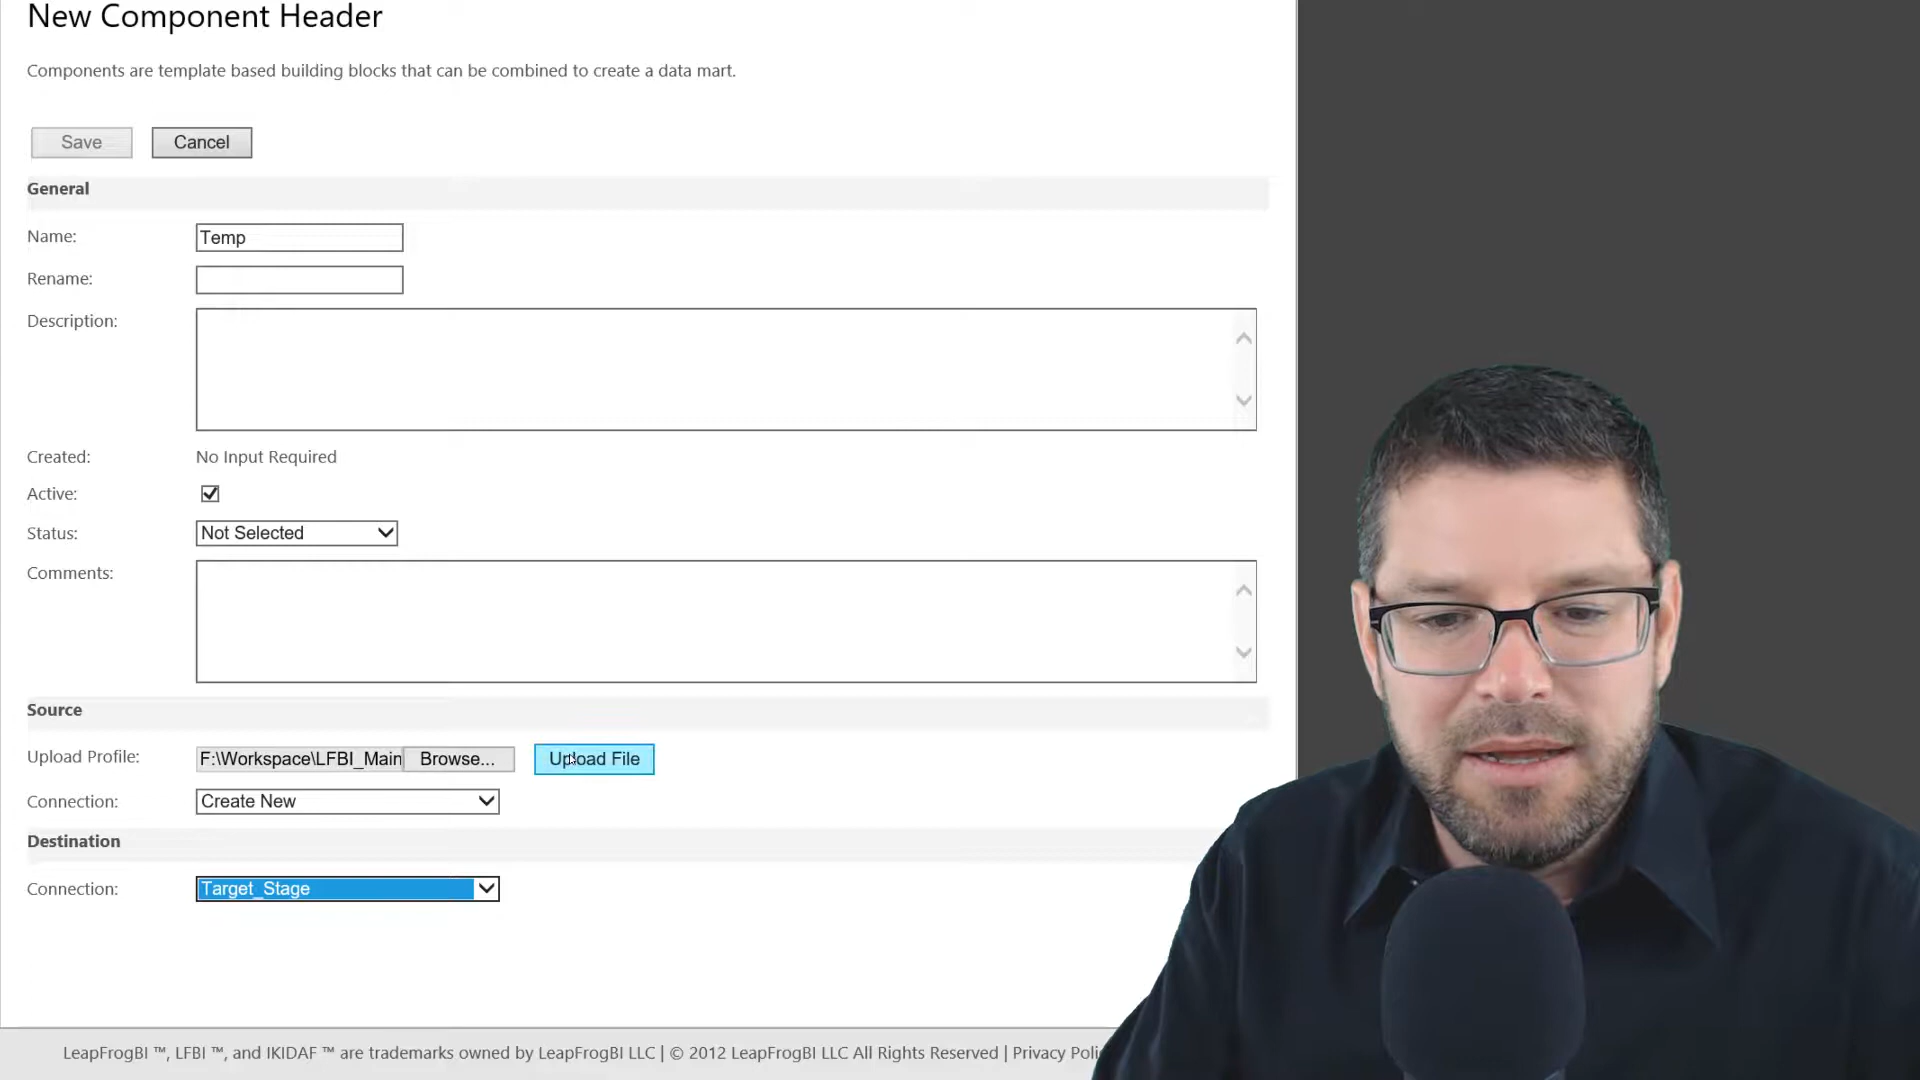 New Component Header
Components are template based building blocks that can be combined to create a data mart.
Save Cancel
General
Name: Temp
Rename:
Description:
Created: No Input Required
Active:
Status: Not Selected
Comments:
Source
Upload Profile: F:\Workspace\LFBI_Main Browse... Upload File
Connection: Create New
Destination
Connection: Target_Stage
LeapFrogBI ™, LFBI ™, and IKIDAF ™ are trademarks owned by LeapFrogBI LLC | © 2012 LeapFrogBI LLC All Rights Reserved | Privacy